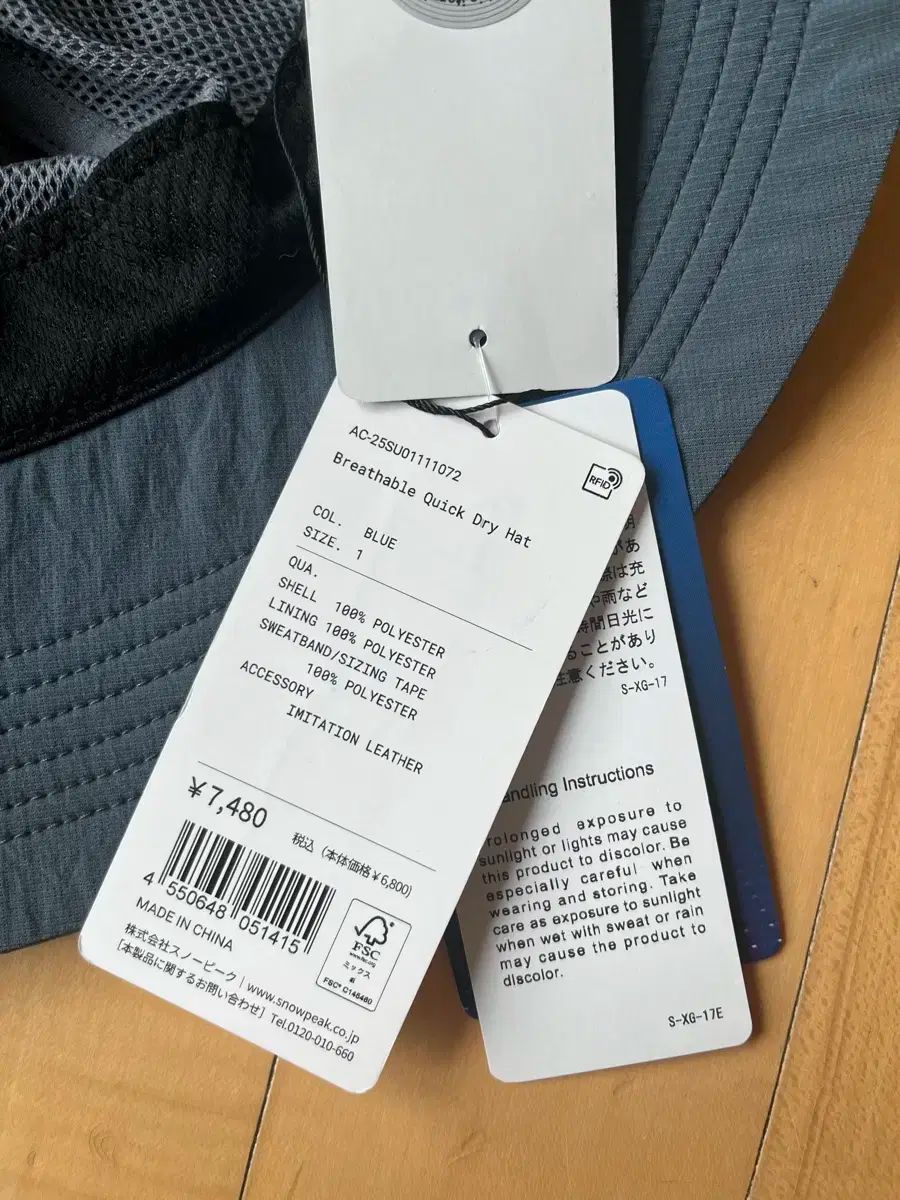 AC-25SU01111072
Breathable Quick Dry Hat
RFID
COL. BLUE
SIZE. 1
QUA.
SHELL 100% POLYESTER
LINING 100% POLYESTER
SWEATBAND/SIZING TAPE
100% POLYESTER
ACCESSORY
IMITATION LEATHER
¥7,480
税込 (本体価格¥6,800)
4 550648 051415
MADE IN CHINA
株式会社スノーピーク | www.snowpeak.co.jp
[本製品に関するお問い合わせ] Tel.0120-010-660
FSC
www.fsc.org
ミックス
紙
FSC® C148460
があ
は充
や雨など
時間日光に
ことがあり
注意ください。
S-XG-17
andling Instructions
rolonged exposure to
sunlight or lights may cause
this product to discolor. Be
especially careful when
wearing and storing. Take
care as exposure to sunlight
when wet with sweat or rain
may cause the product to
discolor.
S-XG-17E